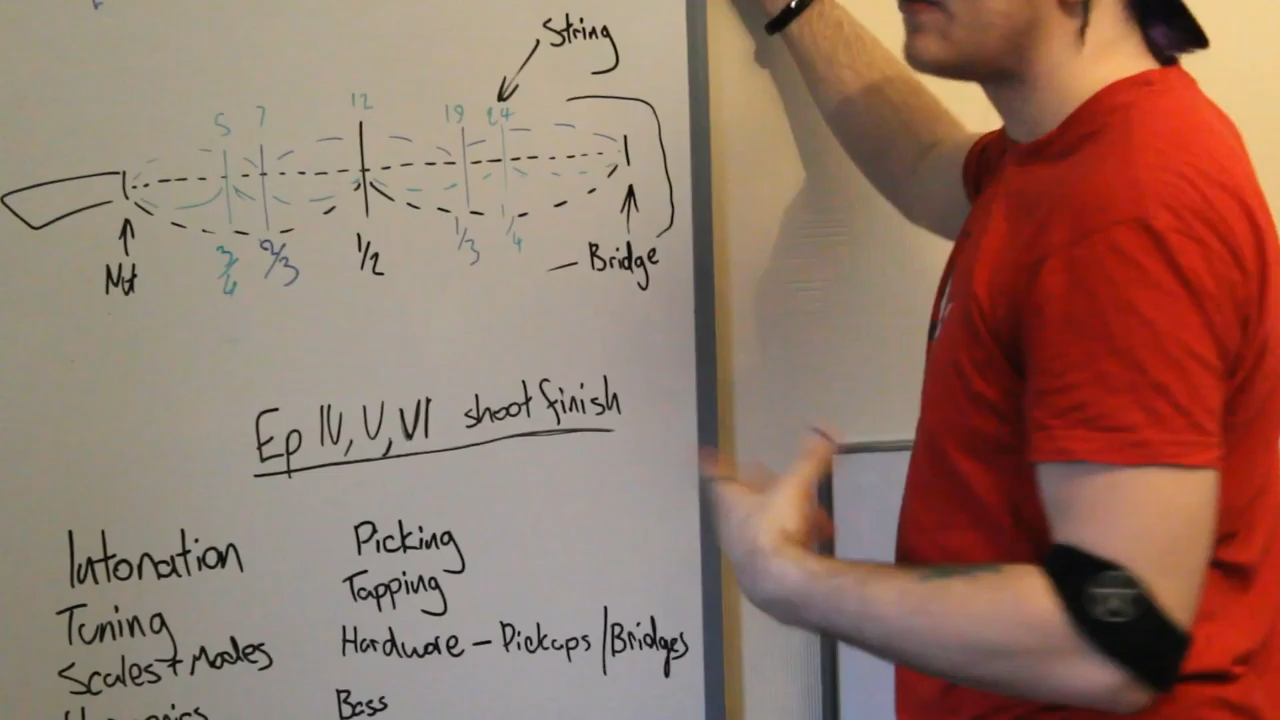 String
5 7 12 19 24
3/4 2/3 1/2 1/3 1/4
Nut
– Bridge
Ep IV, V, VI shoot finish
Intonation
Tuning
Scales + Modes
Picking
Tapping
Hardware – Pickups / Bridges
Bass